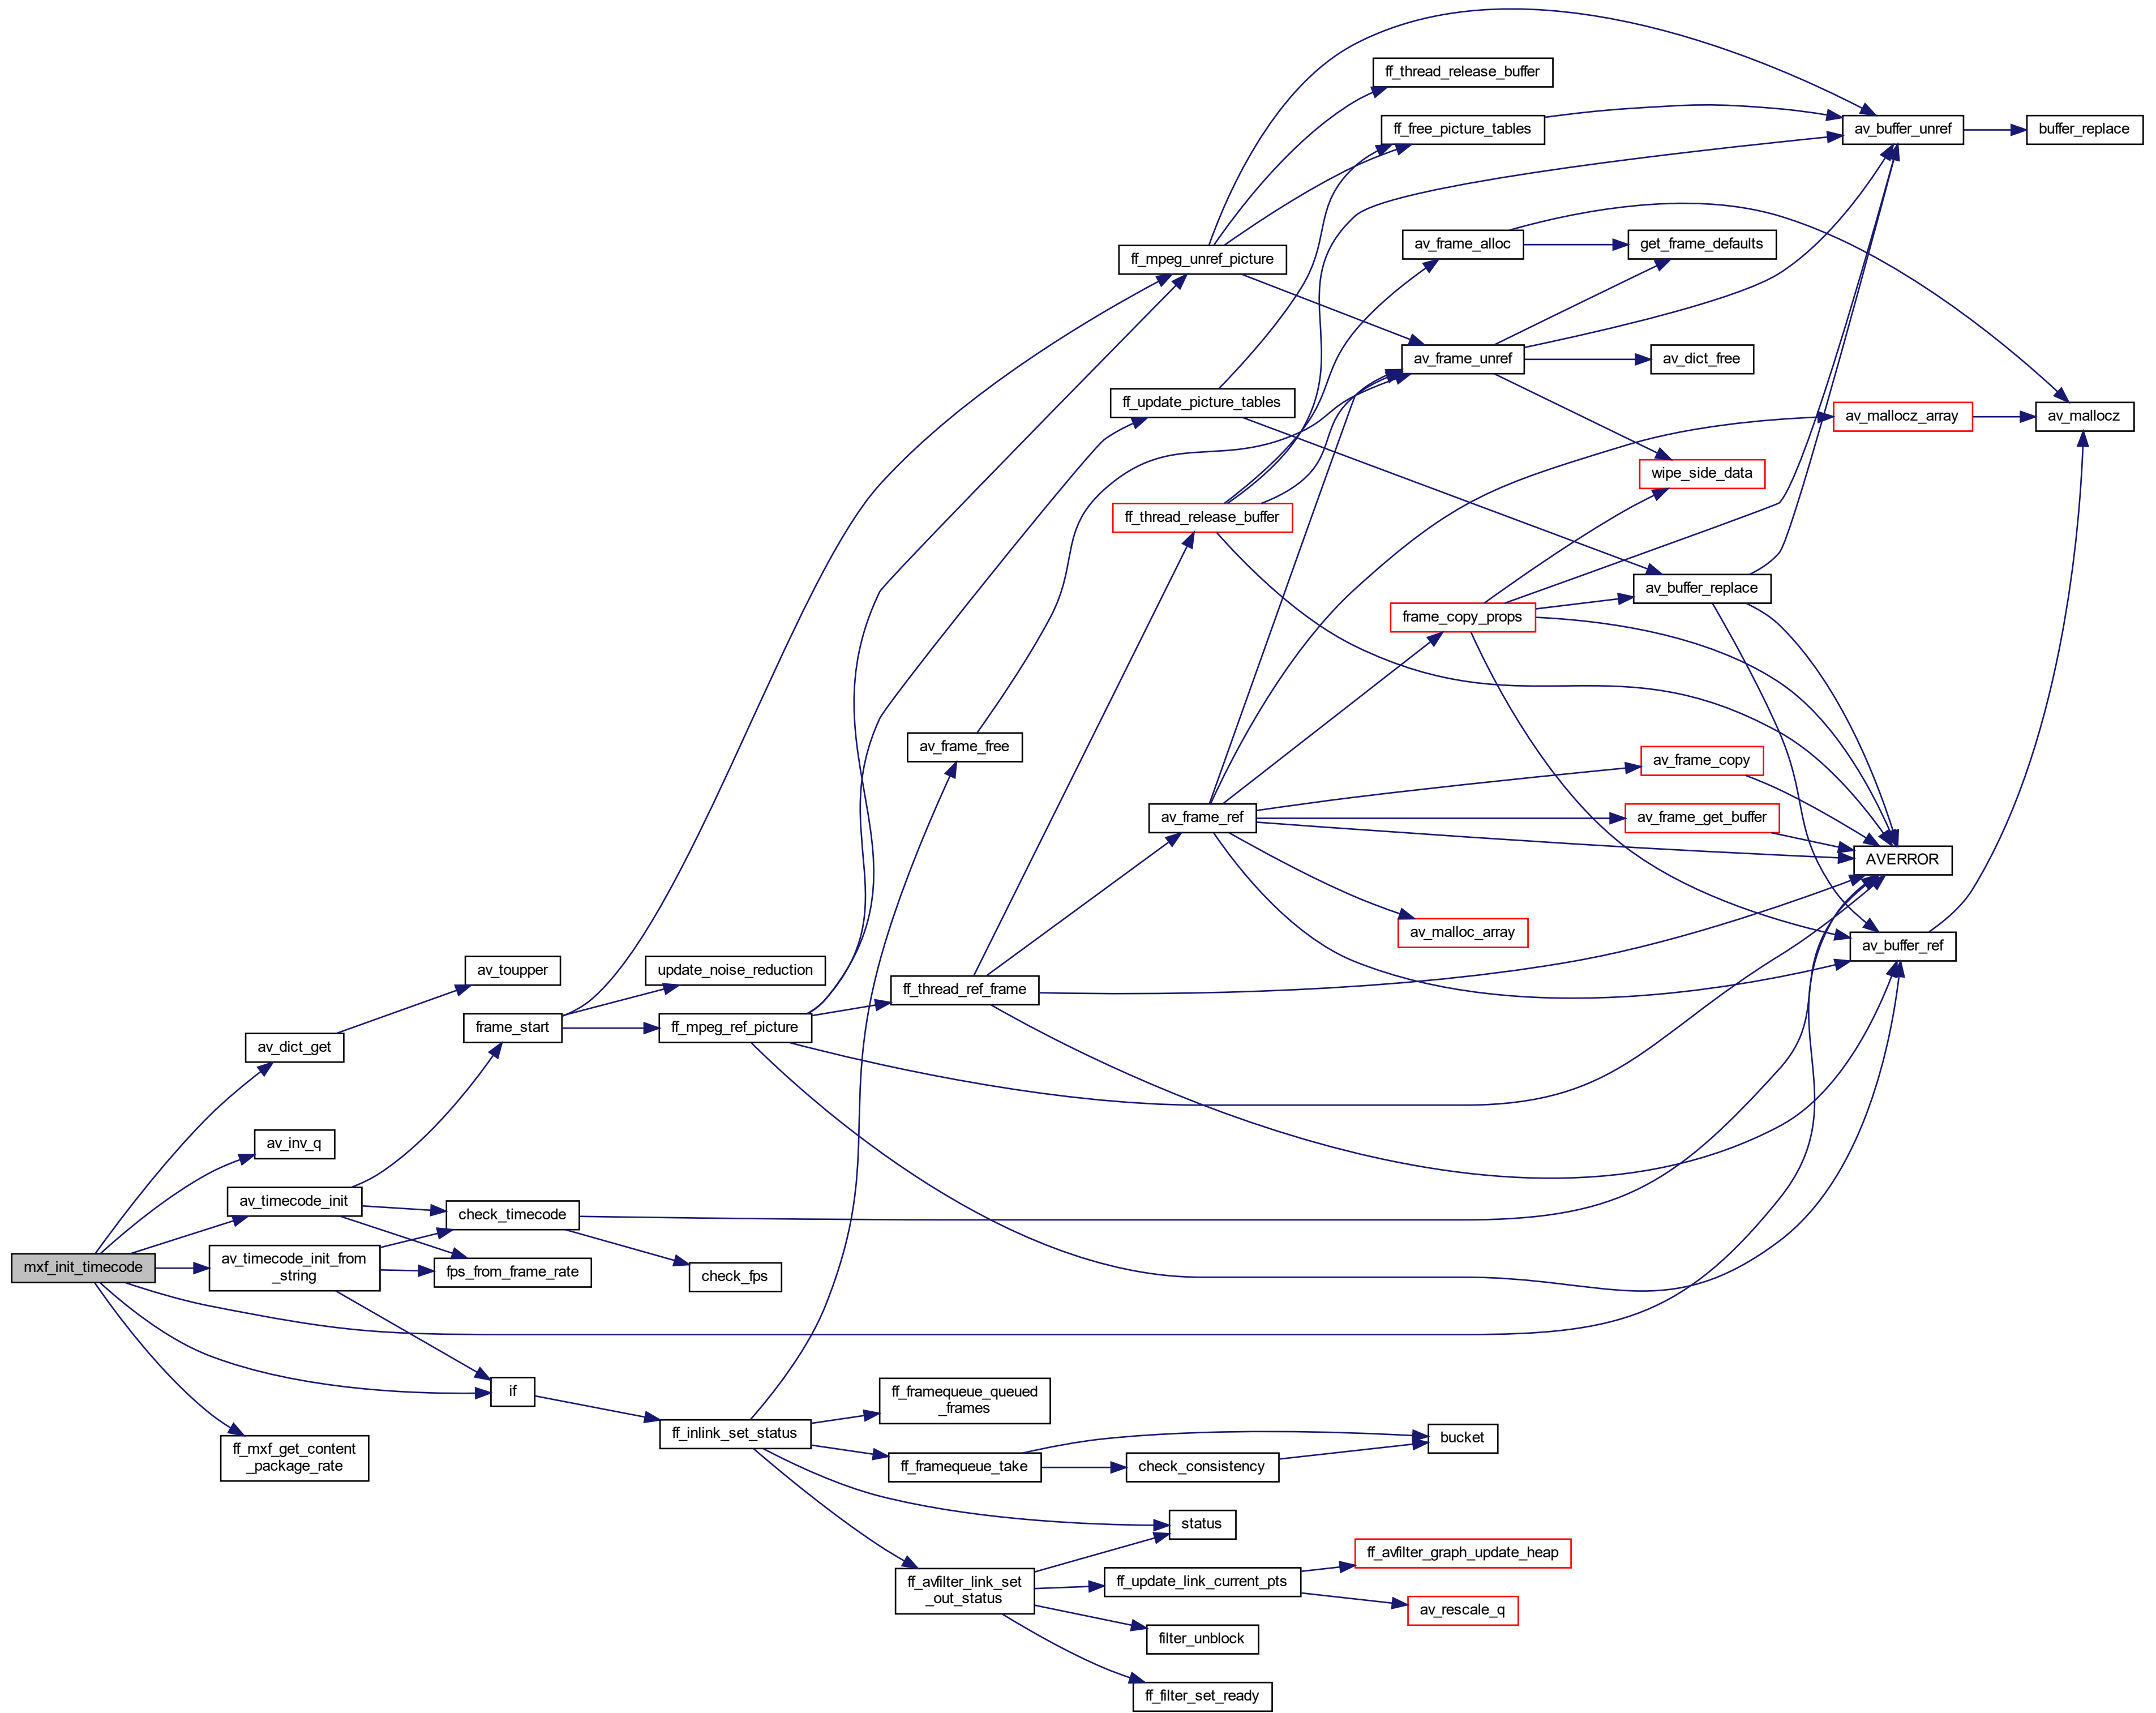 ff_thread_release_buffer
ff_free_picture_tables
av_buffer_unref
buffer_replace
av_frame_alloc
get_frame_defaults
ff_mpeg_unref_picture
av_frame_unref
av_dict_free
ff_update_picture_tables
av_mallocz_array
av_mallocz
wipe_side_data
ff_thread_release_buffer
av_buffer_replace
frame_copy_props
av_frame_free
av_frame_copy
av_frame_ref
av_frame_get_buffer
AVERROR
av_malloc_array
av_buffer_ref
av_toupper
update_noise_reduction
ff_thread_ref_frame
frame_start
ff_mpeg_ref_picture
av_dict_get
av_inv_q
av_timecode_init
check_timecode
mxf_init_timecode
av_timecode_init_from
_string
fps_from_frame_rate
check_fps
if
ff_framequeue_queued
_frames
ff_inlink_set_status
bucket
ff_mxf_get_content
_package_rate
ff_framequeue_take
check_consistency
status
ff_avfilter_graph_update_heap
ff_avfilter_link_set
_out_status
ff_update_link_current_pts
av_rescale_q
filter_unblock
ff_filter_set_ready